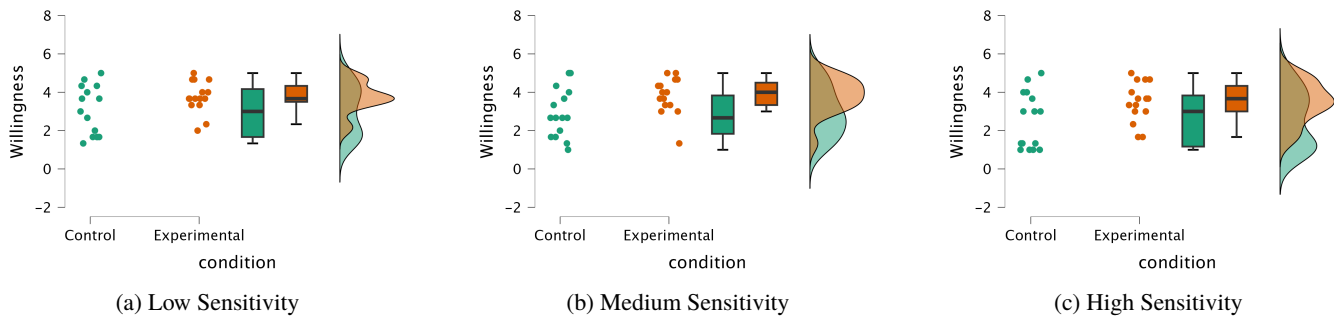 Willingness
8
6
4
2
0
−2
Control Experimental
condition
(a) Low Sensitivity
Willingness
8
6
4
2
0
−2
Control Experimental
condition
(b) Medium Sensitivity
Willingness
8
6
4
2
0
−2
Control Experimental
condition
(c) High Sensitivity